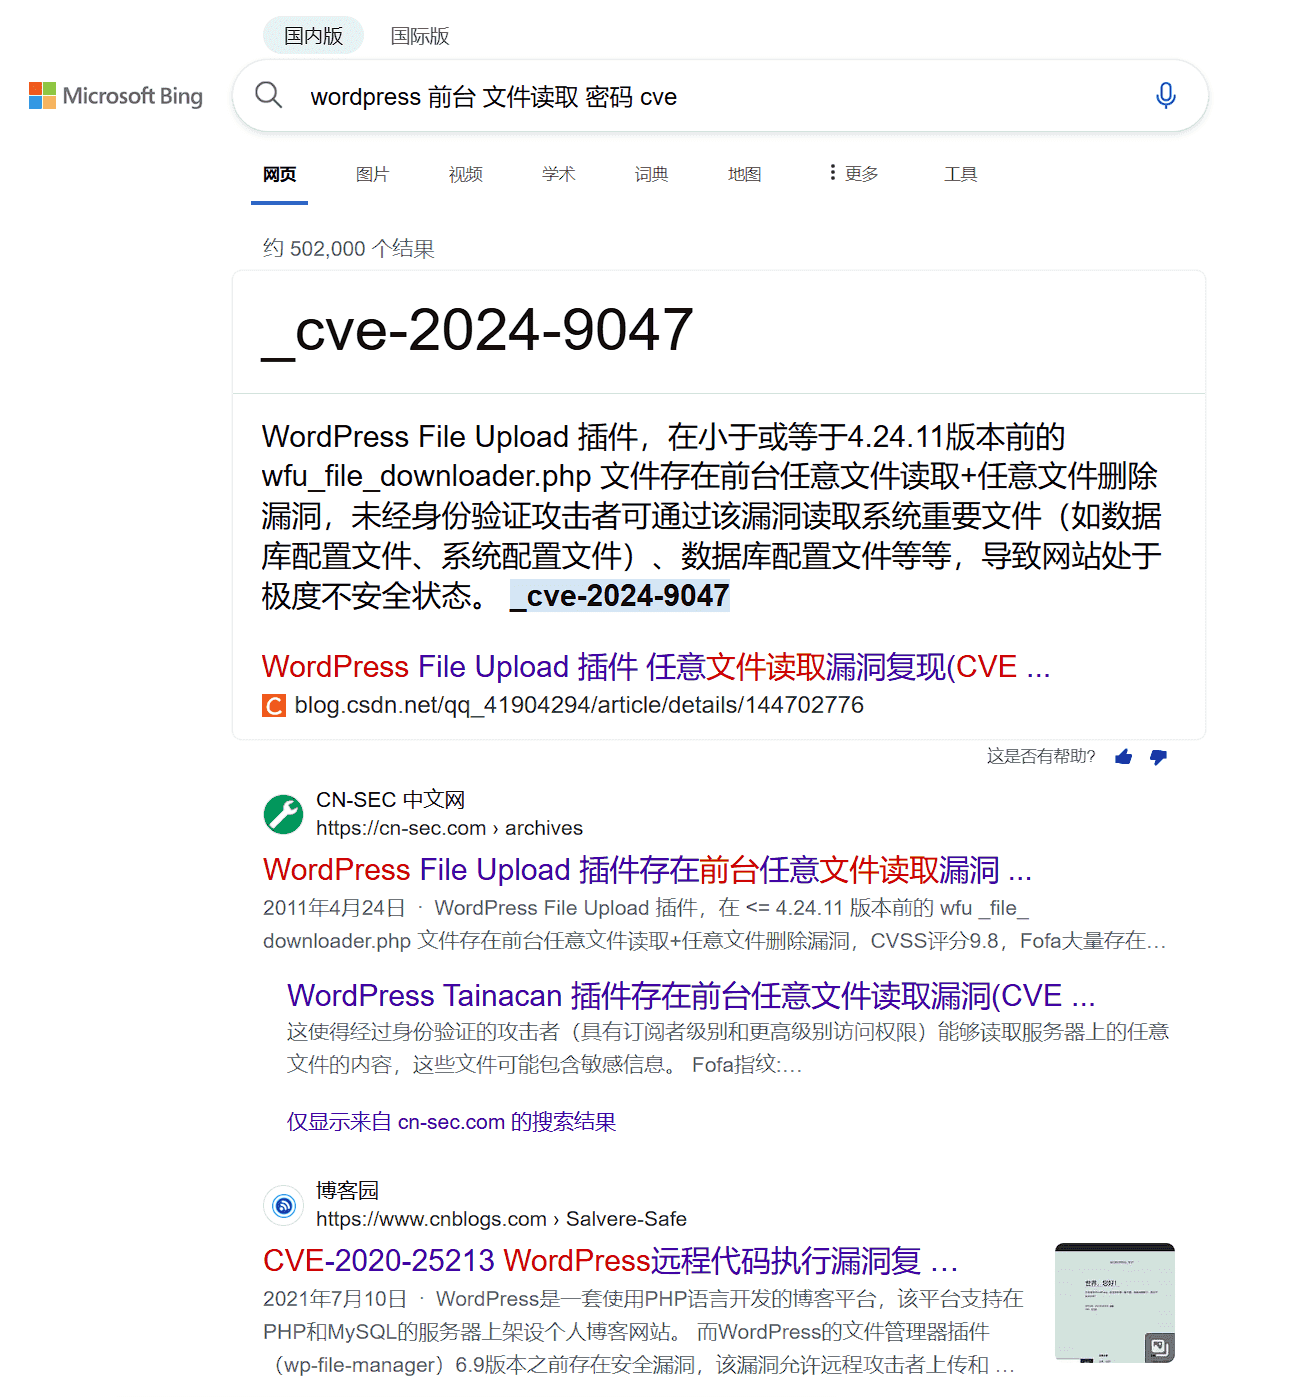 国内版 国际版
Microsoft Bing
wordpress 前台 文件读取 密码 cve
网页 图片 视频 学术 词典 地图 更多 工具
约 502,000 个结果
_cve-2024-9047
WordPress File Upload 插件，在小于或等于4.24.11版本前的
wfu_file_downloader.php 文件存在前台任意文件读取+任意文件删除
漏洞，未经身份验证攻击者可通过该漏洞读取系统重要文件（如数据
库配置文件、系统配置文件）、数据库配置文件等等，导致网站处于
极度不安全状态。 _cve-2024-9047
WordPress File Upload 插件 任意文件读取漏洞复现(CVE ...
blog.csdn.net/qq_41904294/article/details/144702776
这是否有帮助?
CN-SEC 中文网
https://cn-sec.com › archives
WordPress File Upload 插件存在前台任意文件读取漏洞 ...
2011年4月24日 · WordPress File Upload 插件，在 <= 4.24.11 版本前的 wfu _file_
downloader.php 文件存在前台任意文件读取+任意文件删除漏洞，CVSS评分9.8，Fofa大量存在…
WordPress Tainacan 插件存在前台任意文件读取漏洞(CVE ...
这使得经过身份验证的攻击者（具有订阅者级别和更高级别访问权限）能够读取服务器上的任意
文件的内容，这些文件可能包含敏感信息。 Fofa指纹:…
仅显示来自 cn-sec.com 的搜索结果
博客园
https://www.cnblogs.com › Salvere-Safe
CVE-2020-25213 WordPress远程代码执行漏洞复 …
2021年7月10日 · WordPress是一套使用PHP语言开发的博客平台，该平台支持在
PHP和MySQL的服务器上架设个人博客网站。 而WordPress的文件管理器插件
（wp-file-manager）6.9版本之前存在安全漏洞，该漏洞允许远程攻击者上传和 …
世界，您好！